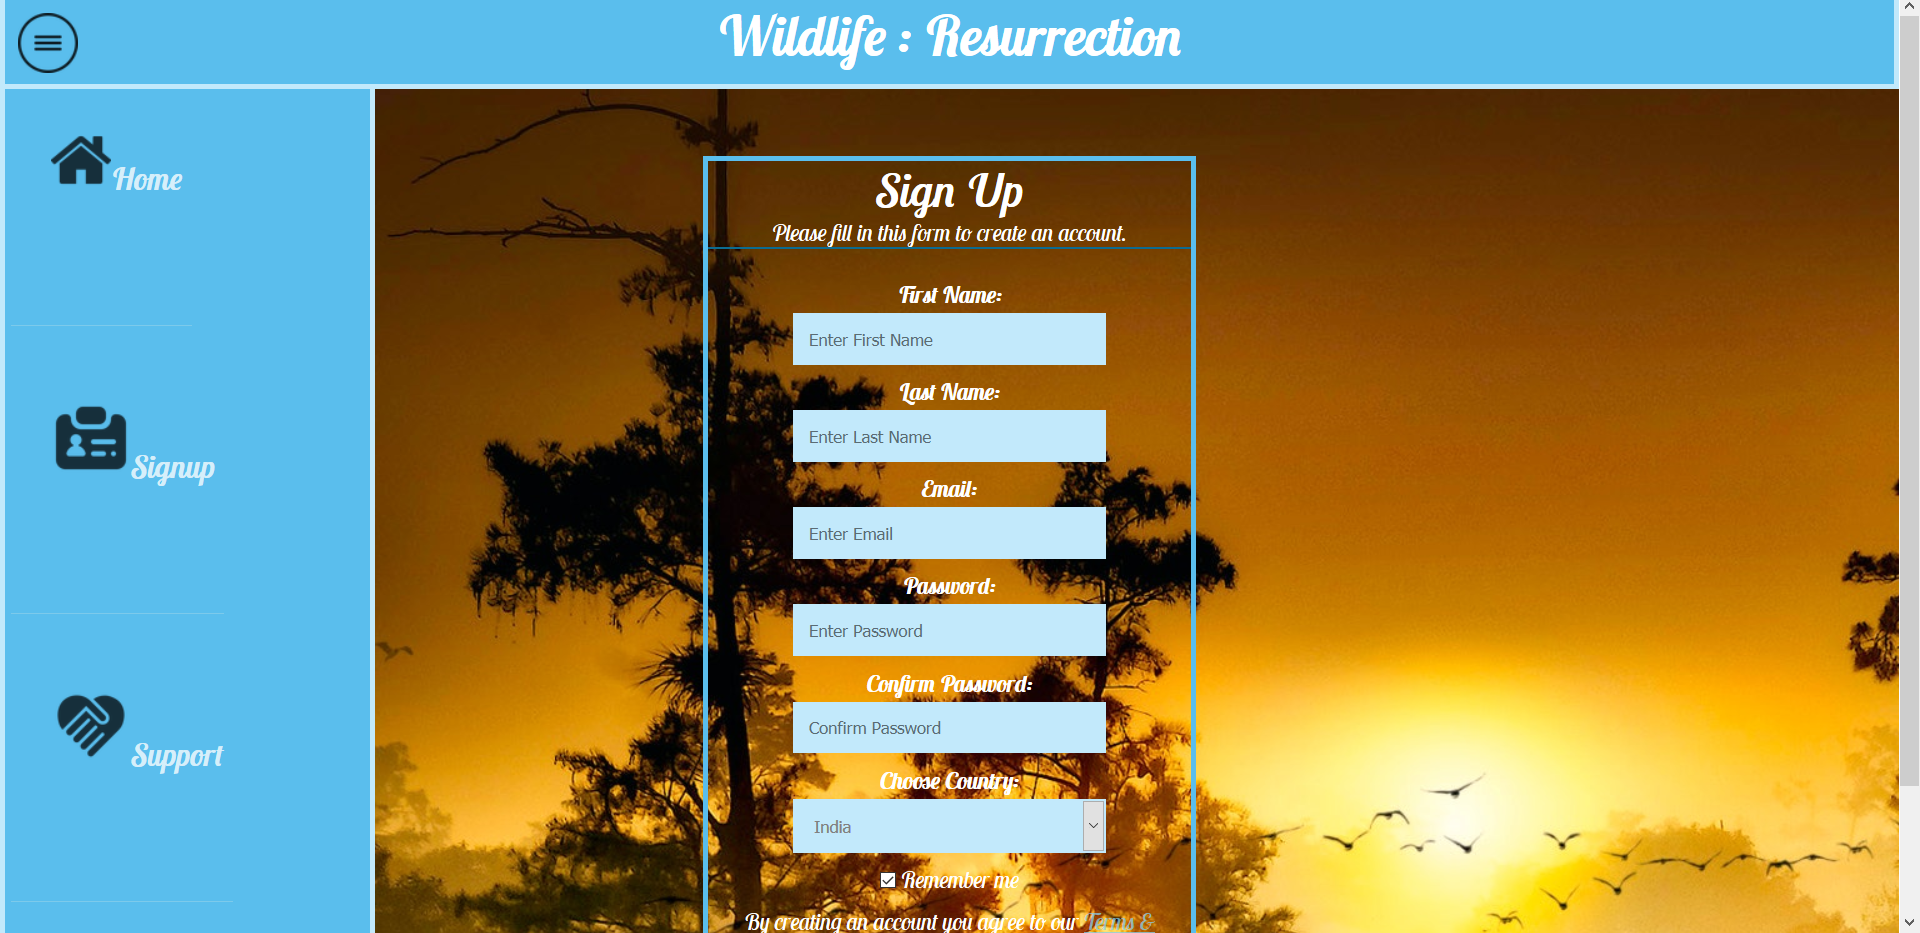 Wildlife : Resurrection
Home
Signup
Support
Sign Up
Please fill in this form to create an account.
First Name:
Enter First Name
Last Name:
Enter Last Name
Email:
Enter Email
Password:
Enter Password
Confirm Password:
Confirm Password
Choose Country:
India
Remember me
By creating an account you agree to our Terms &